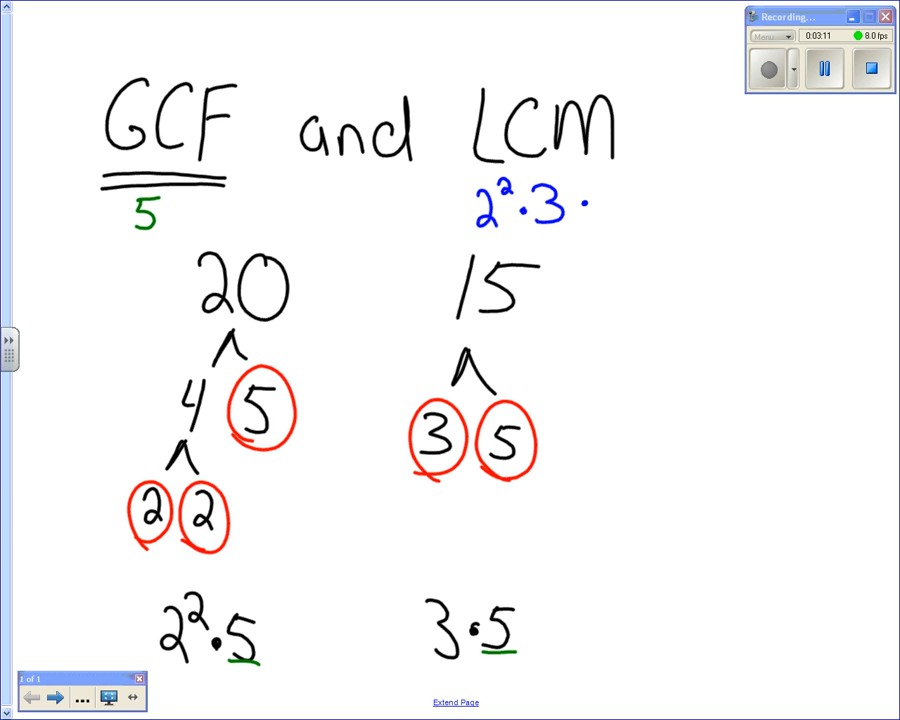 Recording...
Menu 0:03:11 8.0 fps
GCF and LCM
5 2²·3·
20 15
4 5 3 5
2 2
2²·5 3·5
1 of 1
...
Extend Page